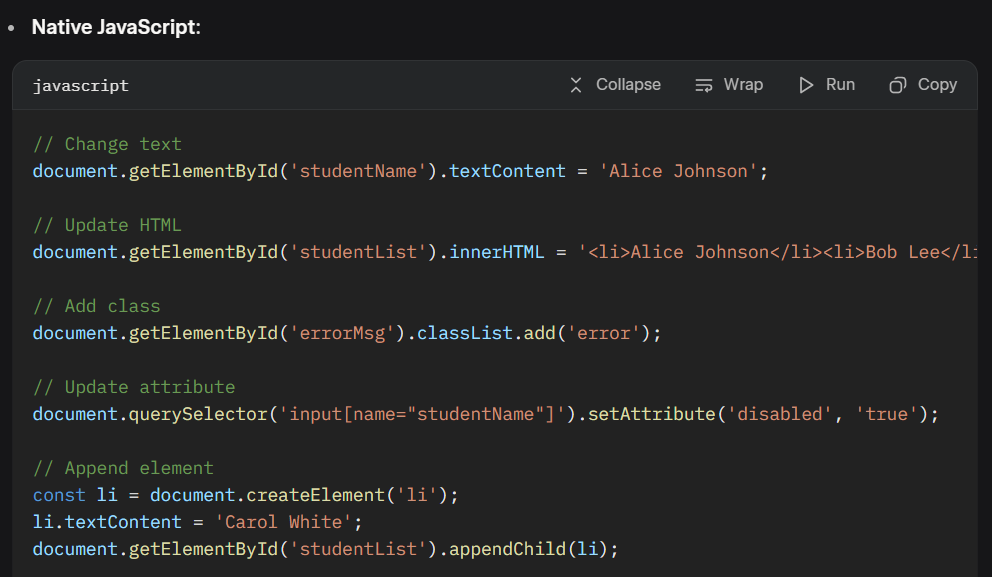 Native JavaScript:
javascript Collapse Wrap Run Copy
// Change text
document.getElementById('studentName').textContent = 'Alice Johnson';
// Update HTML
document.getElementById('studentList').innerHTML = '<li>Alice Johnson</li><li>Bob Lee</li
// Add class
document.getElementById('errorMsg').classList.add('error');
// Update attribute
document.querySelector('input[name="studentName"]').setAttribute('disabled', 'true');
// Append element
const li = document.createElement('li');
li.textContent = 'Carol White';
document.getElementById('studentList').appendChild(li);